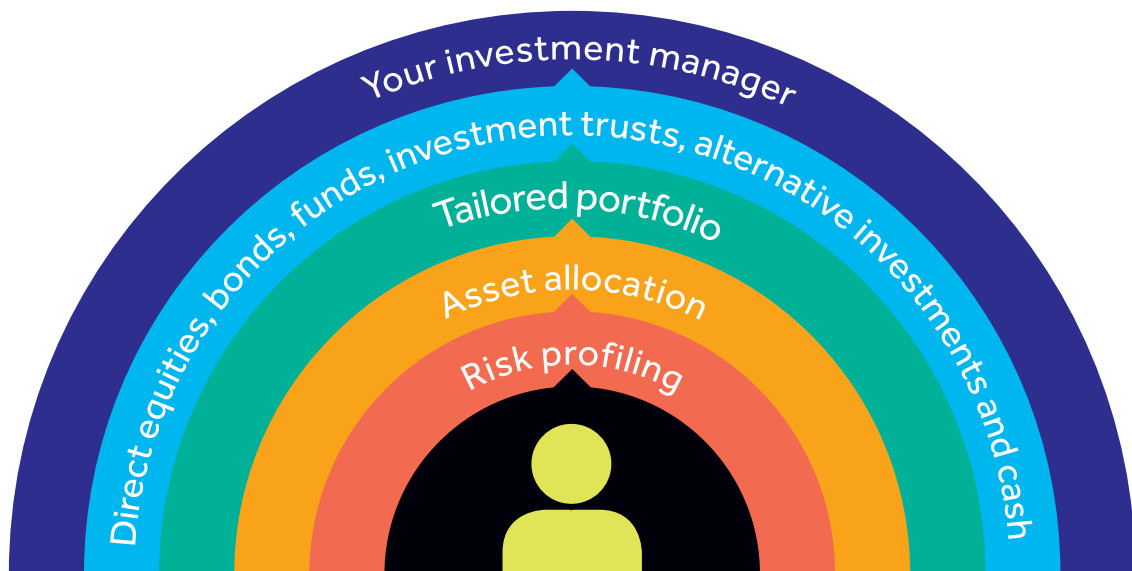 Your investment manager
Direct equities, bonds, funds, investment trusts, alternative investments and cash
Tailored portfolio
Asset allocation
Risk profiling